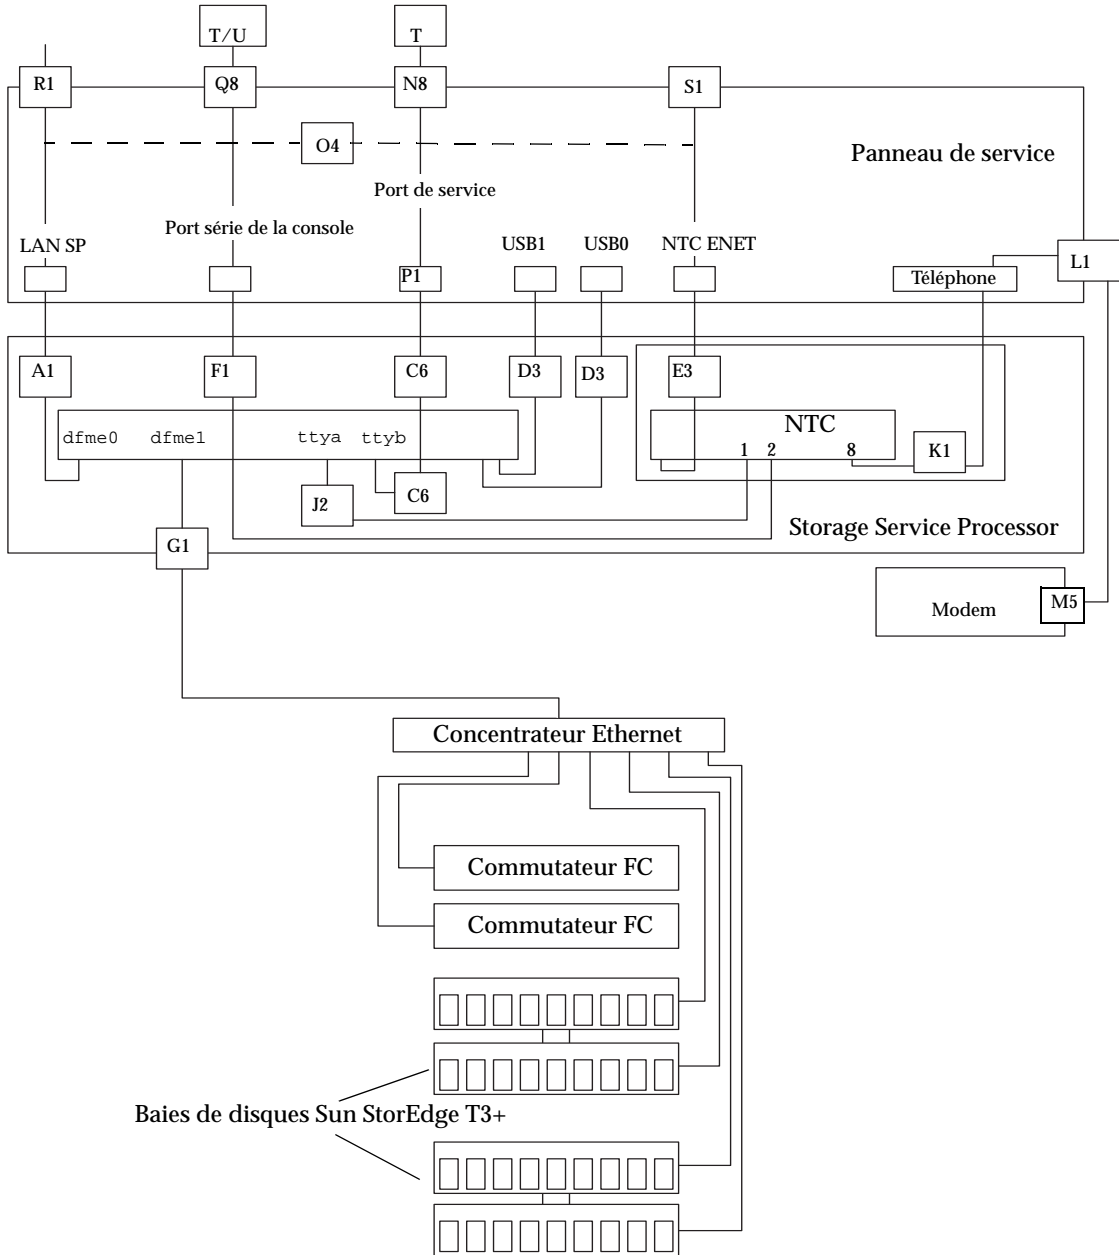 T/U
T
R1
Q8
N8
S1
O4
Panneau de service
Port de service
Port série de la console
LAN SP
USB1
USB0
NTC ENET
L1
P1
Téléphone
A1
F1
C6
D3
D3
E3
NTC
dfme0
dfme1
ttya
ttyb
1
2
8
K1
C6
J2
Storage Service Processor
G1
M5
Modem
Concentrateur Ethernet
Commutateur FC
Commutateur FC
Baies de disques Sun StorEdge T3+